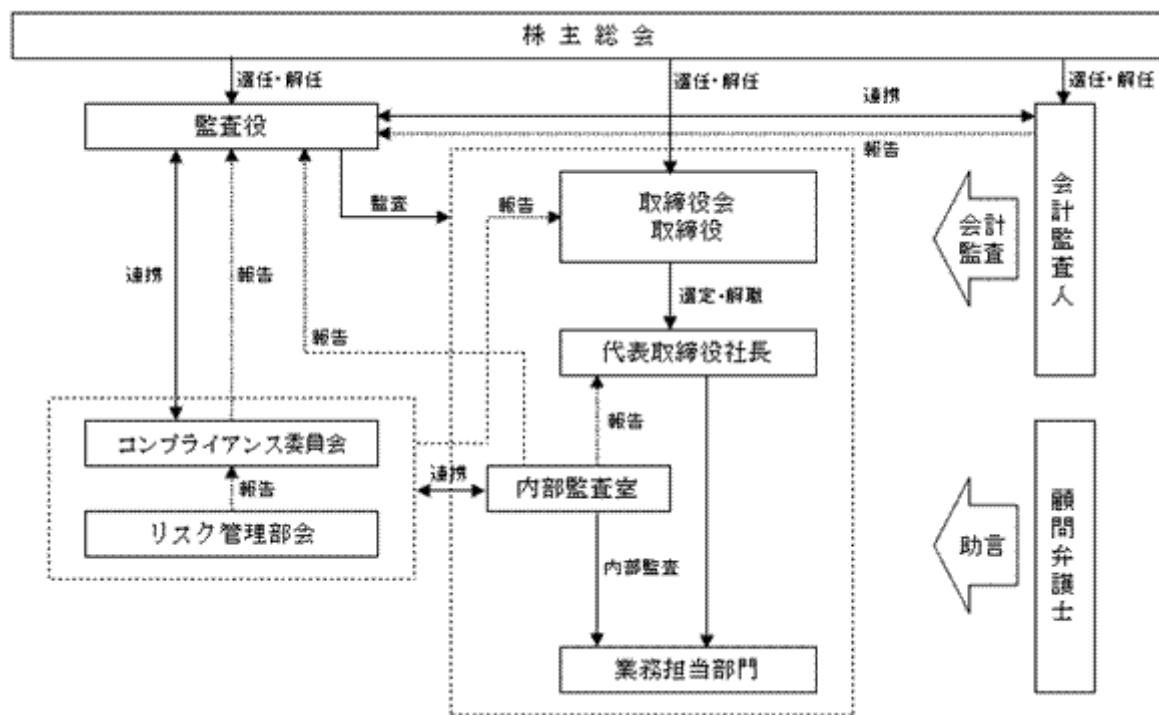 株主総会
選任・解任
選任・解任
選任・解任
監査役
連携
報告
会計監査人
監査
報告
取締役会
取締役
会計
監査
連携
報告
選定・解職
報告
代表取締役社長
報告
コンプライアンス委員会
連携
内部監査室
報告
リスク管理部会
顧問弁護士
助言
内部監査
業務担当部門